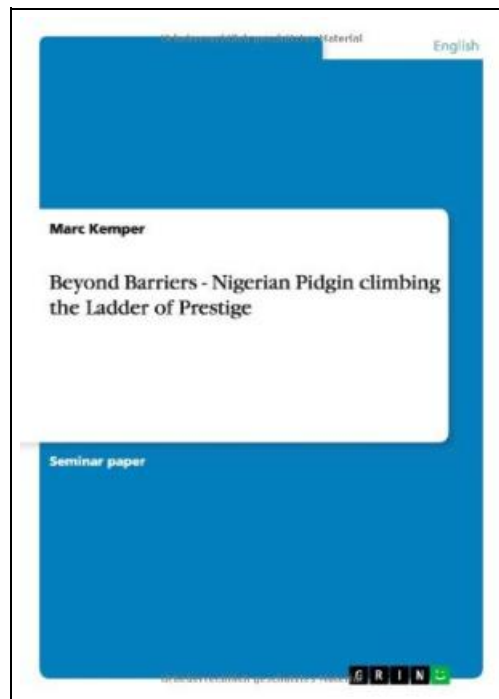 English
Marc Kemper
Beyond Barriers - Nigerian Pidgin climbing
the Ladder of Prestige
Seminar paper
GRIN